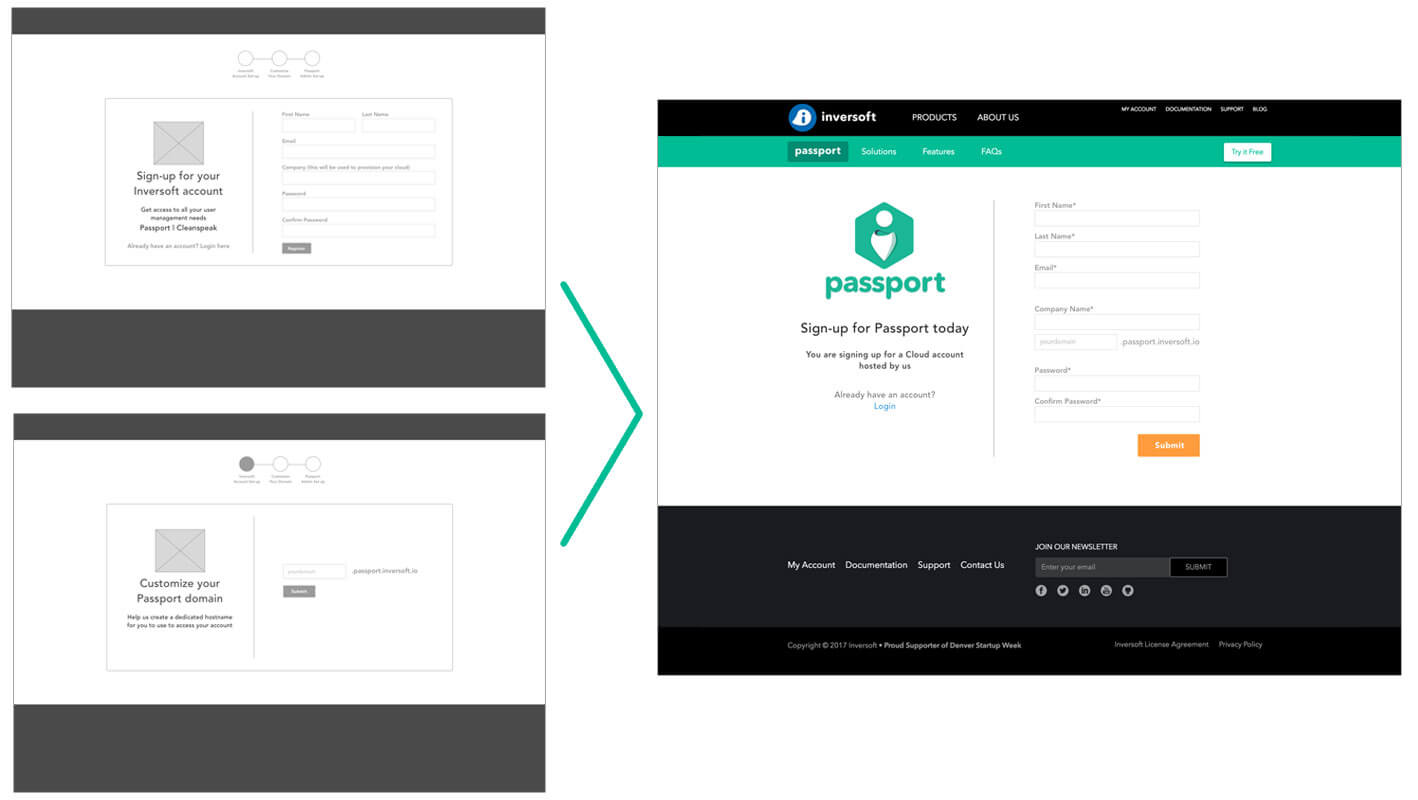 Inversoft
Account Set-up
Customize
Your Domain
Passport
Admin Set-up
Sign-up for your
Inversoft account
Get access to all your user
management needs
Passport | Cleanspeak
Already have an account? Login here
First Name
Last Name
Email
Company (this will be used to provision your cloud)
Password
Confirm Password
Register
Inversoft
Account Set-up
Customize
Your Domain
Passport
Admin Set-up
Customize your
Passport domain
Help us create a dedicated hostname
for you to use to access your account
yourdomain
.passport.inversoft.io
Submit
MY ACCOUNT DOCUMENTATION SUPPORT BLOG
inversoft PRODUCTS ABOUT US
passport Solutions Features FAQs Try it Free
passport
Sign-up for Passport today
You are signing up for a Cloud account
hosted by us
Already have an account?
Login
First Name*
Last Name*
Email*
Company Name*
yourdomain .passport.inversoft.io
Password*
Confirm Password*
Submit
My Account Documentation Support Contact Us
JOIN OUR NEWSLETTER
Enter your email SUBMIT
Copyright © 2017 Inversoft • Proud Supporter of Denver Startup Week
Inversoft License Agreement Privacy Policy